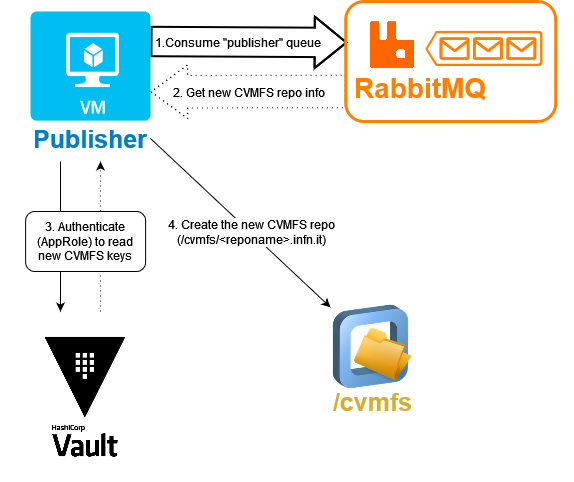 1.Consume "publisher" queue
2. Get new CVMFS repo info
RabbitMQ
VM
Publisher
3. Authenticate
(AppRole) to read
new CVMFS keys
4. Create the new CVMFS repo
(/cvmfs/<reponame>.infn.it)
/cvmfs
HashiCorp
Vault